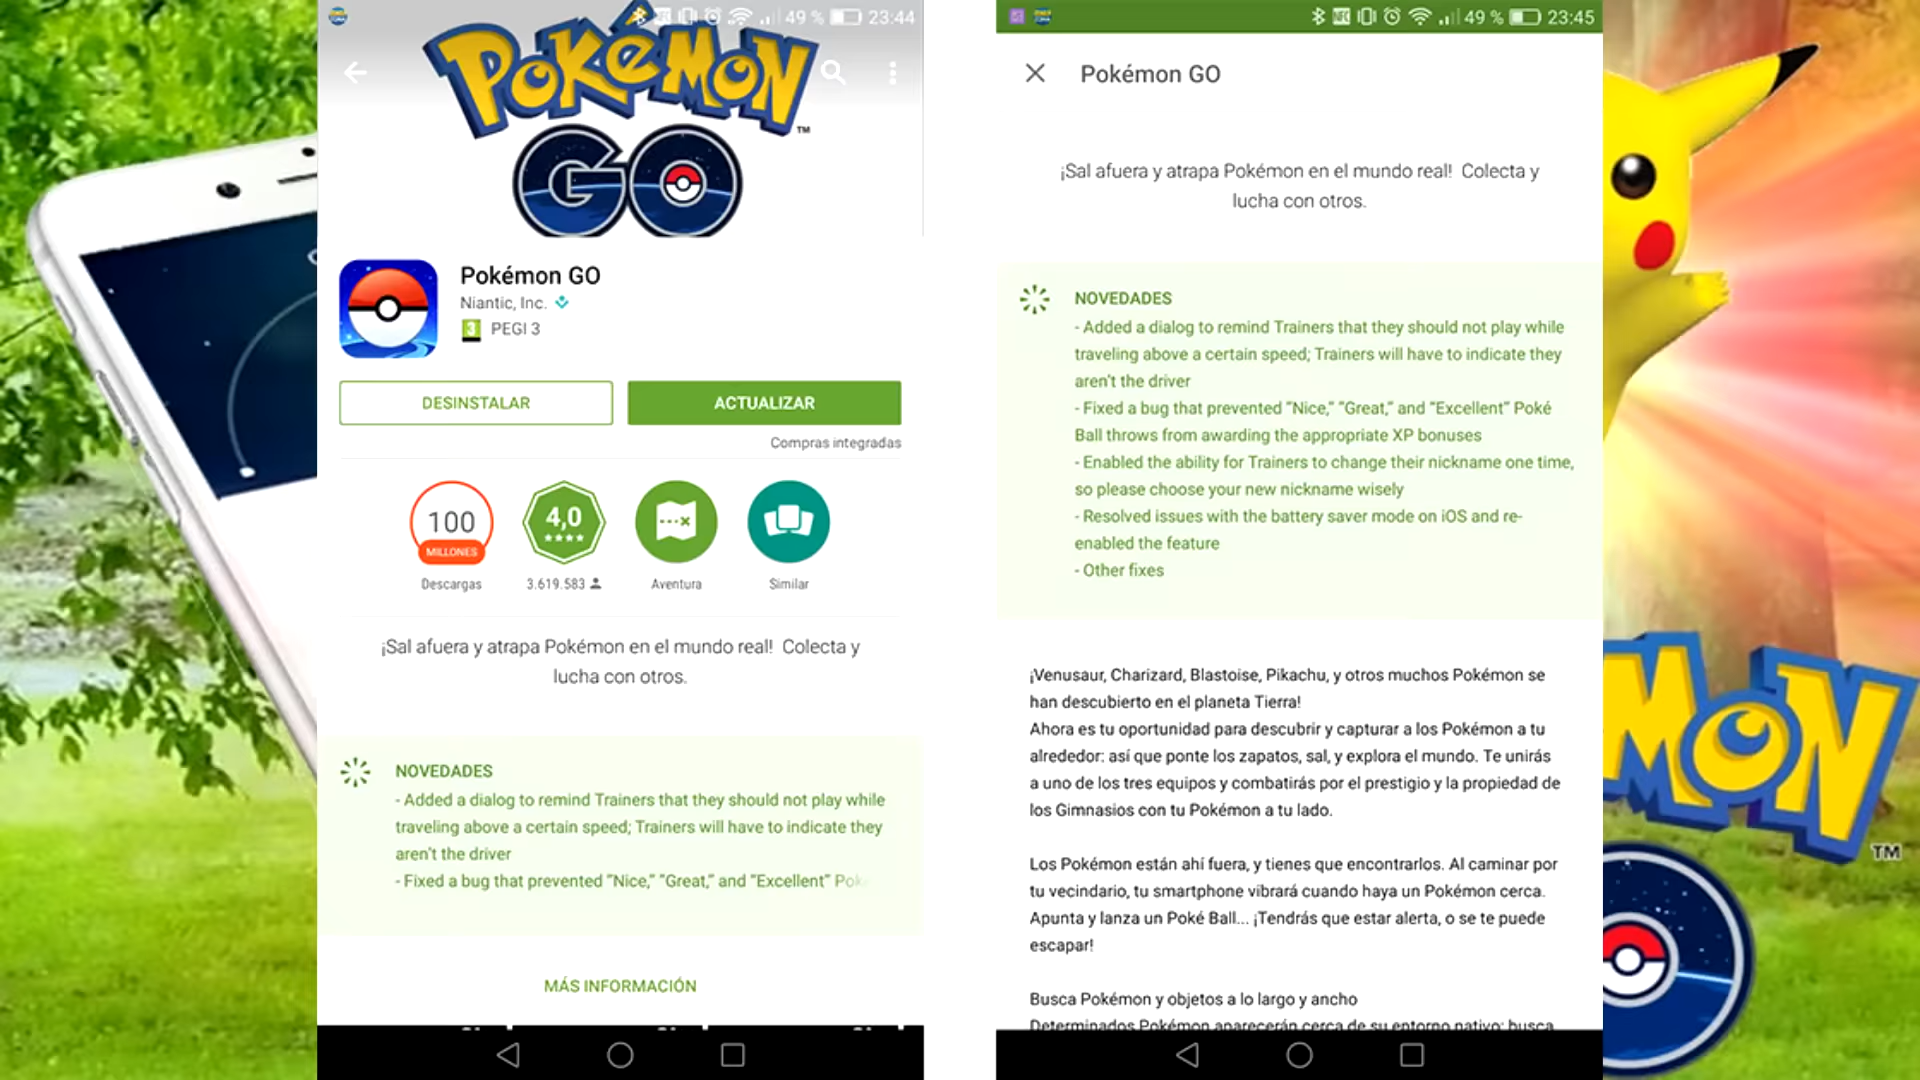 49 % 23:44
POKéMON
TM
GO
Pokémon GO
Niantic, Inc.
3 PEGI 3
DESINSTALAR
ACTUALIZAR
Compras integradas
100
MILLONES
Descargas
4,0
3.619.583
Aventura
Similar
¡Sal afuera y atrapa Pokémon en el mundo real! Colecta y
lucha con otros.
NOVEDADES
- Added a dialog to remind Trainers that they should not play while
traveling above a certain speed; Trainers will have to indicate they
aren't the driver
- Fixed a bug that prevented “Nice,” “Great,” and “Excellent” Pok
MÁS INFORMACIÓN
49 % 23:45
Pokémon GO
¡Sal afuera y atrapa Pokémon en el mundo real! Colecta y
lucha con otros.
NOVEDADES
- Added a dialog to remind Trainers that they should not play while
traveling above a certain speed; Trainers will have to indicate they
aren't the driver
- Fixed a bug that prevented “Nice,” “Great,” and “Excellent” Poké
Ball throws from awarding the appropriate XP bonuses
- Enabled the ability for Trainers to change their nickname one time,
so please choose your new nickname wisely
- Resolved issues with the battery saver mode on iOS and re-
enabled the feature
- Other fixes
¡Venusaur, Charizard, Blastoise, Pikachu, y otros muchos Pokémon se
han descubierto en el planeta Tierra!
Ahora es tu oportunidad para descubrir y capturar a los Pokémon a tu
alrededor: así que ponte los zapatos, sal, y explora el mundo. Te unirás
a uno de los tres equipos y combatirás por el prestigio y la propiedad de
los Gimnasios con tu Pokémon a tu lado.
Los Pokémon están ahí fuera, y tienes que encontrarlos. Al caminar por
tu vecindario, tu smartphone vibrará cuando haya un Pokémon cerca.
Apunta y lanza un Poké Ball... ¡Tendrás que estar alerta, o se te puede
escapar!
Busca Pokémon y objetos a lo largo y ancho
Determinados Pokémon aparecerán cerca de su entorno nativo: busca
MON
TM